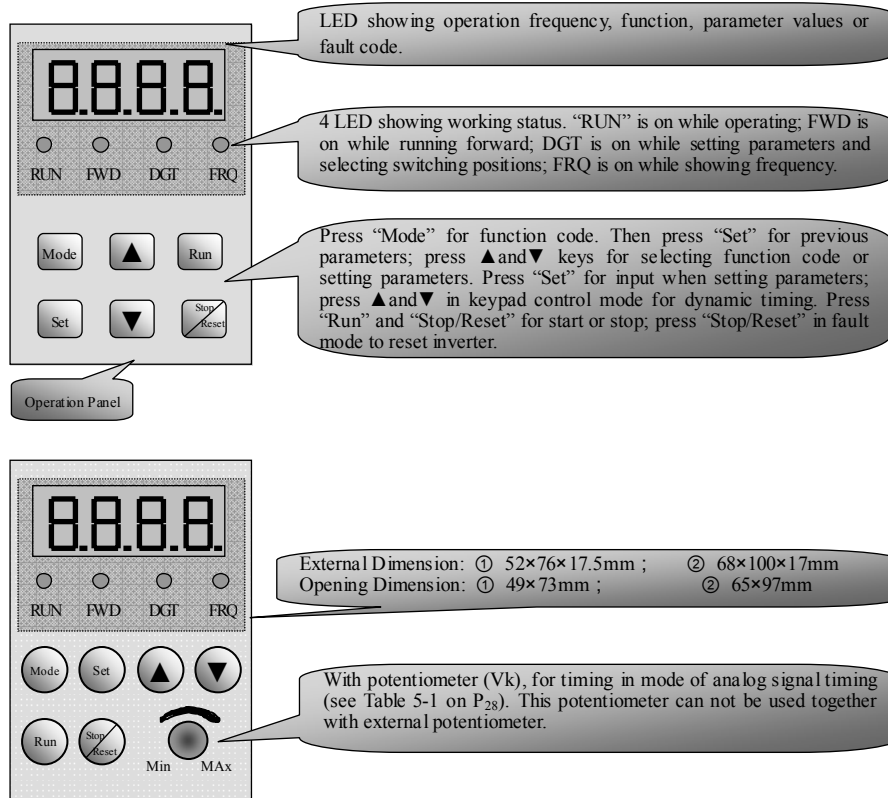 LED showing operation frequency, function, parameter values or
fault code.
8.8.8.8.
RUN FWD DGT FRQ
4 LED showing working status. “RUN” is on while operating; FWD is
on while running forward; DGT is on while setting parameters and
selecting switching positions; FRQ is on while showing frequency.
Mode ▲ Run
Set ▼ Stop/Reset
Press “Mode” for function code. Then press “Set” for previous
parameters; press ▲and▼ keys for selecting function code or
setting parameters. Press “Set” for input when setting parameters;
press ▲and▼ in keypad control mode for dynamic timing. Press
“Run” and “Stop/Reset” for start or stop; press “Stop/Reset” in fault
mode to reset inverter.
Operation Panel
8.8.8.8.
RUN FWD DGT FRQ
External Dimension: ① 52×76×17.5mm ; ② 68×100×17mm
Opening Dimension: ① 49×73mm ; ② 65×97mm
Mode Set ▲ ▼
Run Stop/Reset
Min MAx
With potentiometer (Vk), for timing in mode of analog signal timing
(see Table 5-1 on P28). This potentiometer can not be used together
with external potentiometer.